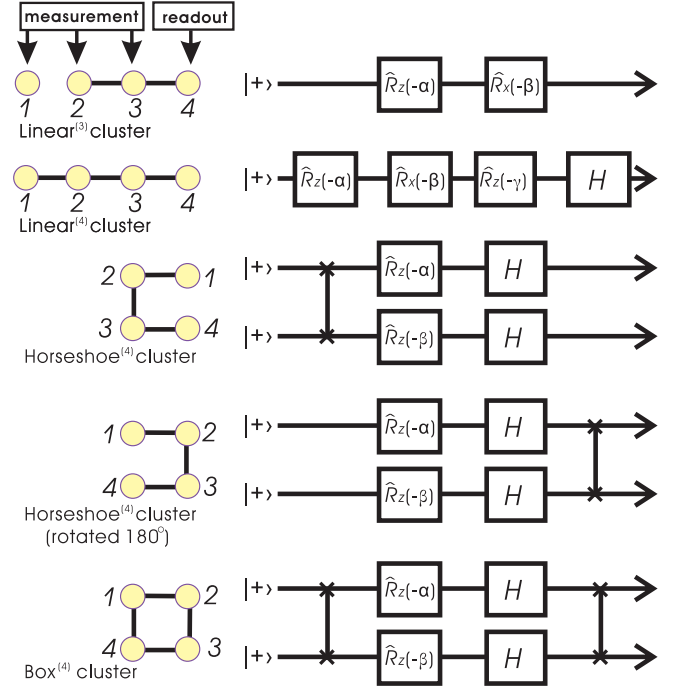 measurement readout
1 2 3 4
Linear⁽³⁾ cluster
|+› R̂z(-α) R̂x(-β)
1 2 3 4
Linear⁽⁴⁾ cluster
|+› R̂z(-α) R̂x(-β) R̂z(-γ) H
2 1
3 4
Horseshoe⁽⁴⁾ cluster
|+› R̂z(-α) H
|+› R̂z(-β) H
1 2
4 3
Horseshoe⁽⁴⁾ cluster
(rotated 180°)
|+› R̂z(-α) H
|+› R̂z(-β) H
1 2
4 3
Box⁽⁴⁾ cluster
|+› R̂z(-α) H
|+› R̂z(-β) H